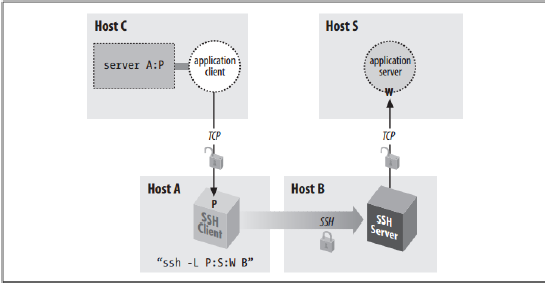 Host C
server A:P
application
client
Host S
application
server
W
TCP
TCP
Host A
P
SSH
Client
"ssh -L P:S:W B"
Host B
SSH
SSH
Server